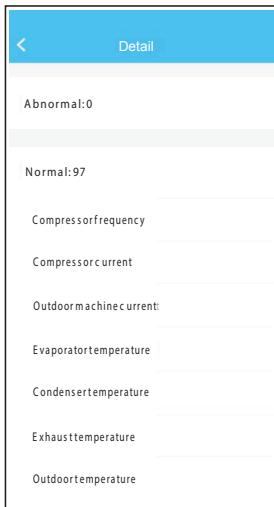 Detail
Abnormal:0
Normal:97
Compressorfrequency
Compressorcurrent
Outdoormachinecurrent
Evaporatortemperature
Condensertemperature
Exhausttemperature
Outdoortemperature